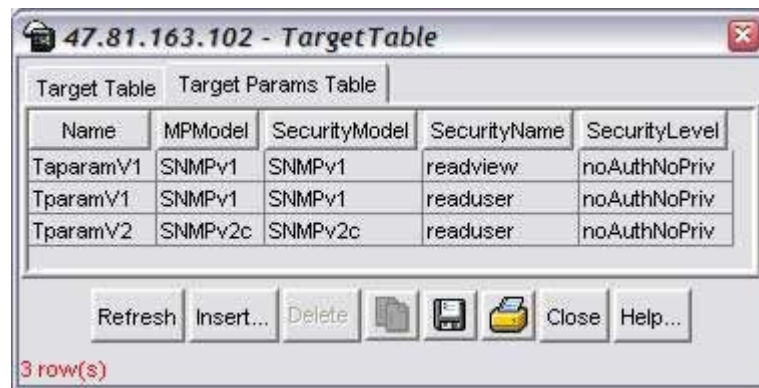 47.81.163.102 - TargetTable
Target Table Target Params Table
Name MPModel SecurityModel SecurityName SecurityLevel
TaparamV1 SNMPv1 SNMPv1 readview noAuthNoPriv
TparamV1 SNMPv1 SNMPv1 readuser noAuthNoPriv
TparamV2 SNMPv2c SNMPv2c readuser noAuthNoPriv
Refresh Insert... Delete Close Help...
3 row(s)